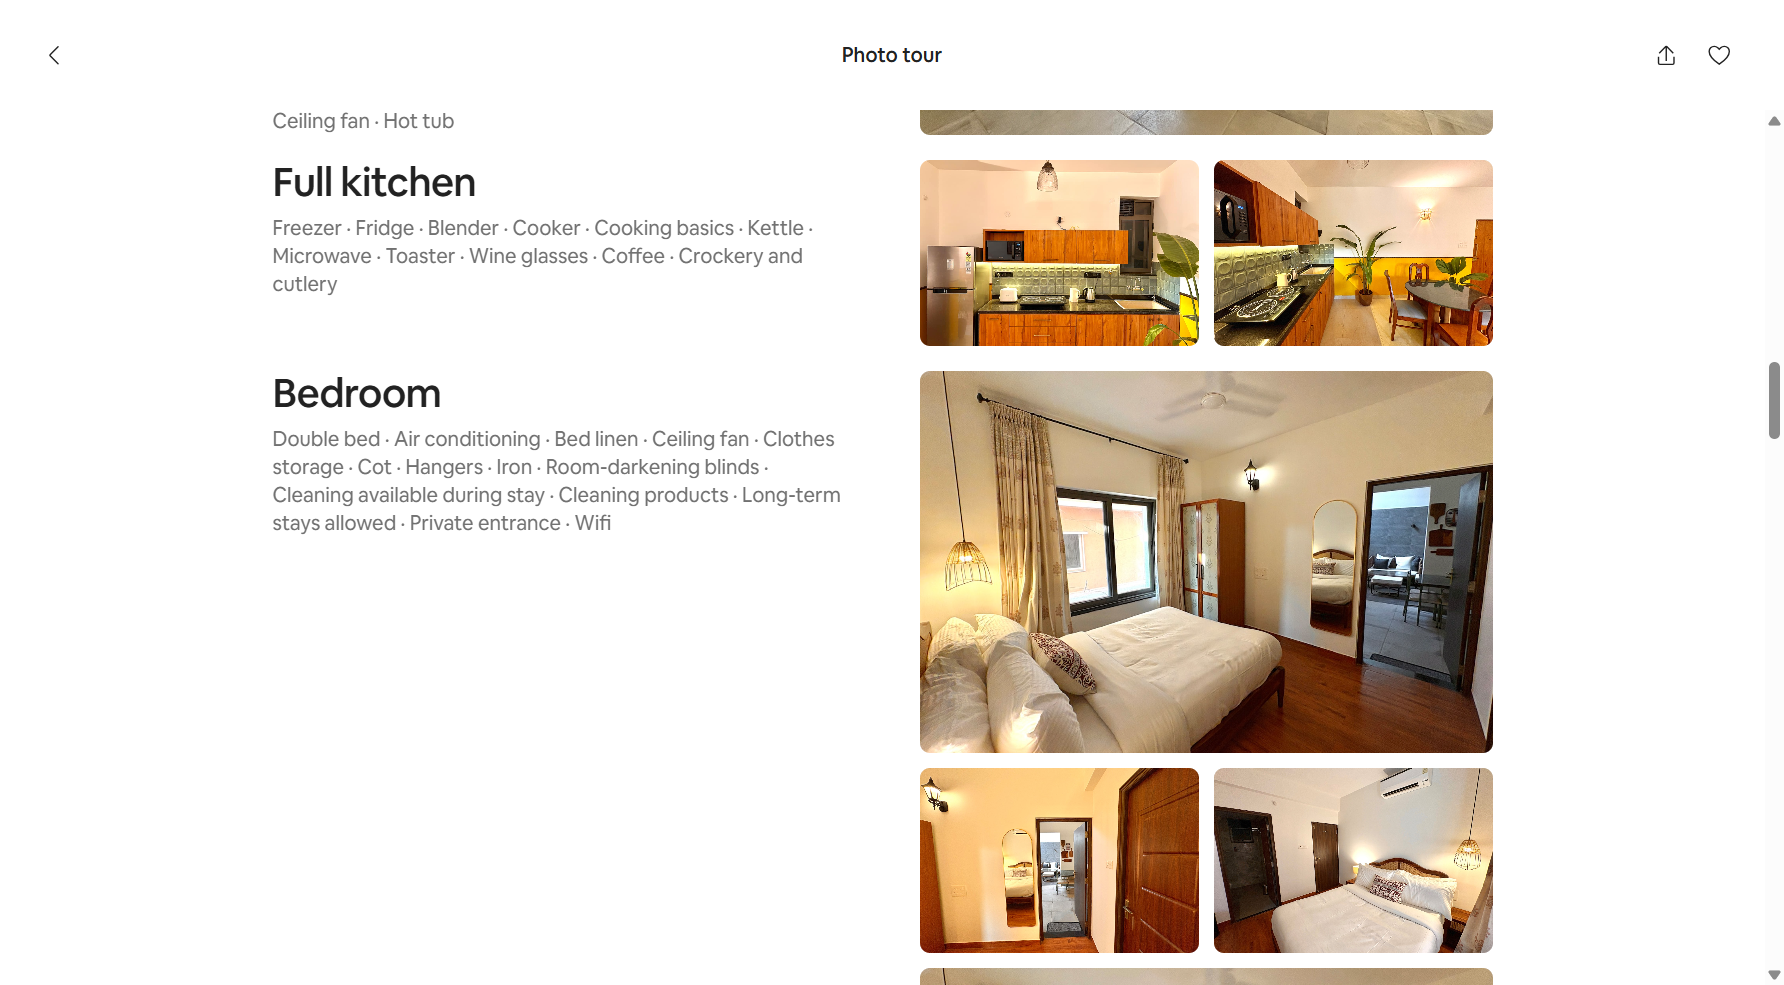 Photo tour
Ceiling fan · Hot tub
Full kitchen
Freezer · Fridge · Blender · Cooker · Cooking basics · Kettle ·
Microwave · Toaster · Wine glasses · Coffee · Crockery and
cutlery
Bedroom
Double bed · Air conditioning · Bed linen · Ceiling fan · Clothes
storage · Cot · Hangers · Iron · Room-darkening blinds ·
Cleaning available during stay · Cleaning products · Long-term
stays allowed · Private entrance · Wifi